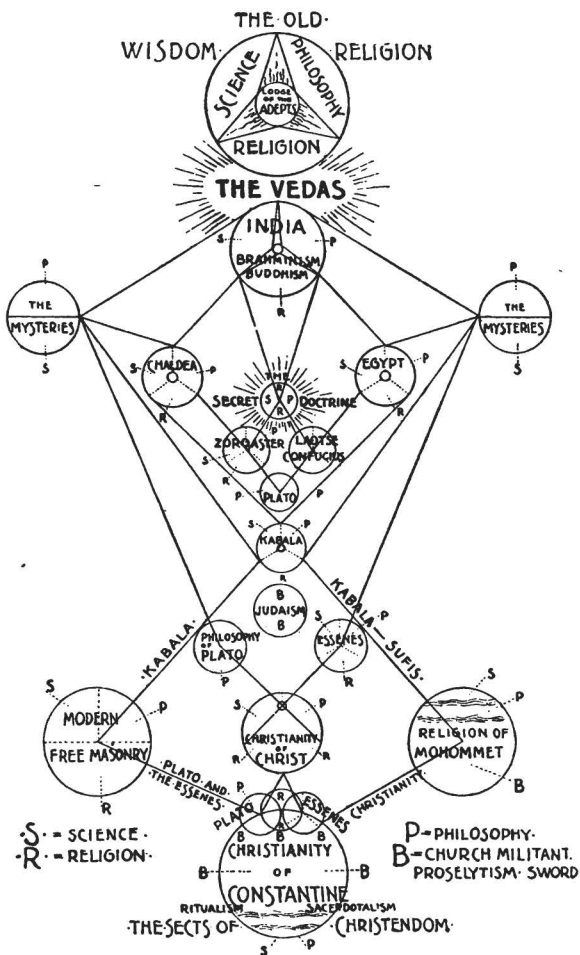 THE OLD
WISDOM RELIGION
SCIENCE
PHILOSOPHY
LODGE
OF THE
ADEPTS
RELIGION
THE VEDAS
INDIA
S P
BRAHMINISM
BUDDHISM
R
P
THE
MYSTERIES
S
P
THE
MYSTERIES
S
S CHALDEA P
R
S EGYPT P
R
THE
SECRET S P DOCTRINE
R
P
ZOROASTER
S
R
LAOTSE
CONFUCIUS
P
P PLATO
S P
KABALA
R
B
JUDAISM
B
·KABALA·
P
KABALA — SUFIS·
PHILOSOPHY
OF
PLATO
P
S
ESSENES
R
S
MODERN P
FREE MASONRY
R
S P
CHRISTIANITY
OF
CHRIST
R R
S
P
RELIGION OF
MOHOMMET
B
PLATO AND
THE ESSENES
CHRISTIANITY
P
PLATO R ESSENES
B B B
CHRISTIANITY
B OF B
CONSTANTINE
RITUALISM SACERDOTALISM
·THE SECTS OF CHRISTENDOM·
S P
·S· = SCIENCE·
·R· = RELIGION·
P = PHILOSOPHY·
B = CHURCH MILITANT.
PROSELYTISM· SWORD